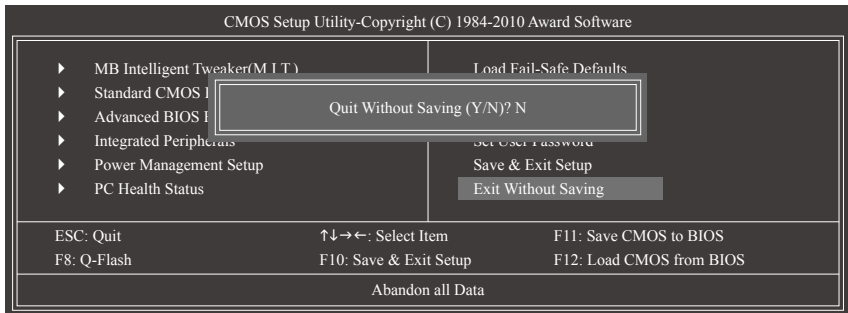 CMOS Setup Utility-Copyright (C) 1984-2010 Award Software
MB Intelligent Tweaker(M.I.T.)
Standard CMOS
Advanced BIOS
Integrated Peripherals
Power Management Setup
PC Health Status
Load Fail-Safe Defaults
Set User Password
Save & Exit Setup
Exit Without Saving
Quit Without Saving (Y/N)? N
ESC: Quit ↑↓→←: Select Item F11: Save CMOS to BIOS
F8: Q-Flash F10: Save & Exit Setup F12: Load CMOS from BIOS
Abandon all Data